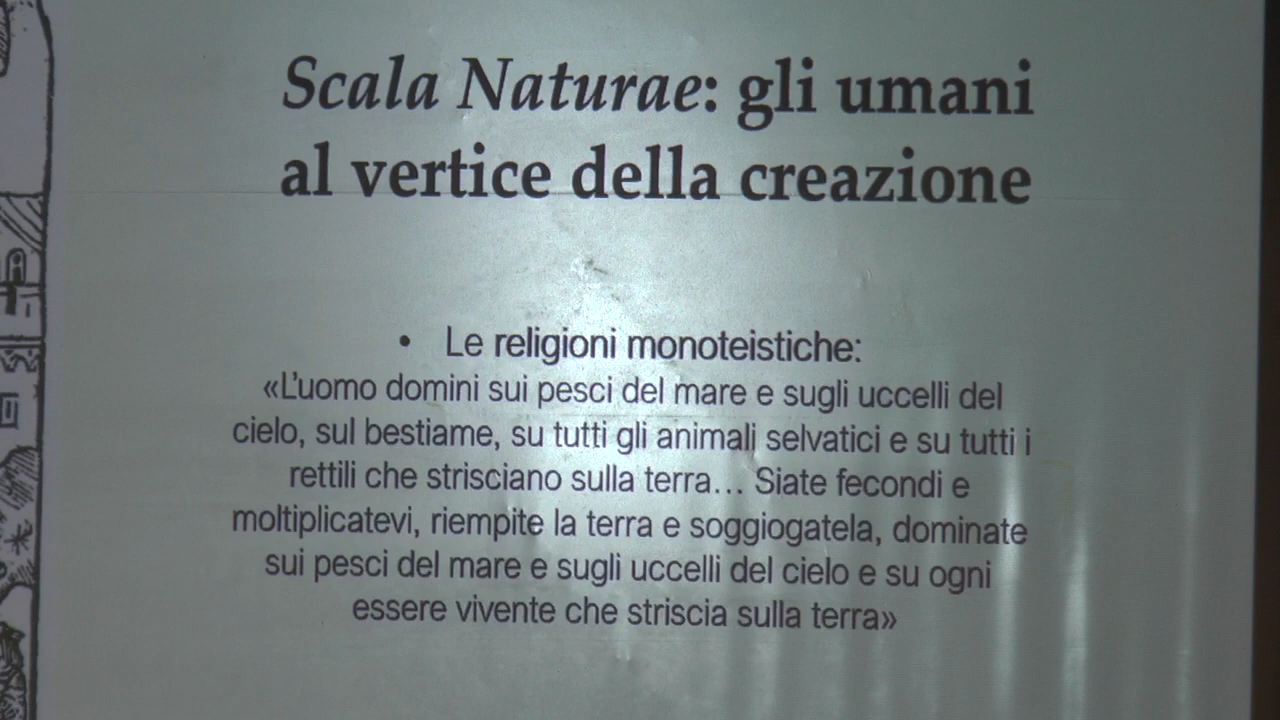 Scala Naturae: gli umani
al vertice della creazione
• Le religioni monoteistiche:
«L'uomo domini sui pesci del mare e sugli uccelli del
cielo, sul bestiame, su tutti gli animali selvatici e su tutti i
rettili che strisciano sulla terra... Siate fecondi e
moltiplicatevi, riempite la terra e soggiogatela, dominate
sui pesci del mare e sugli uccelli del cielo e su ogni
essere vivente che striscia sulla terra»